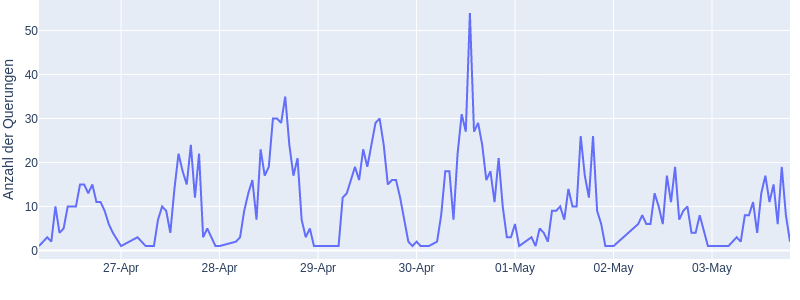 Anzahl der Querungen
50
40
30
20
10
0
27-Apr
28-Apr
29-Apr
30-Apr
01-May
02-May
03-May